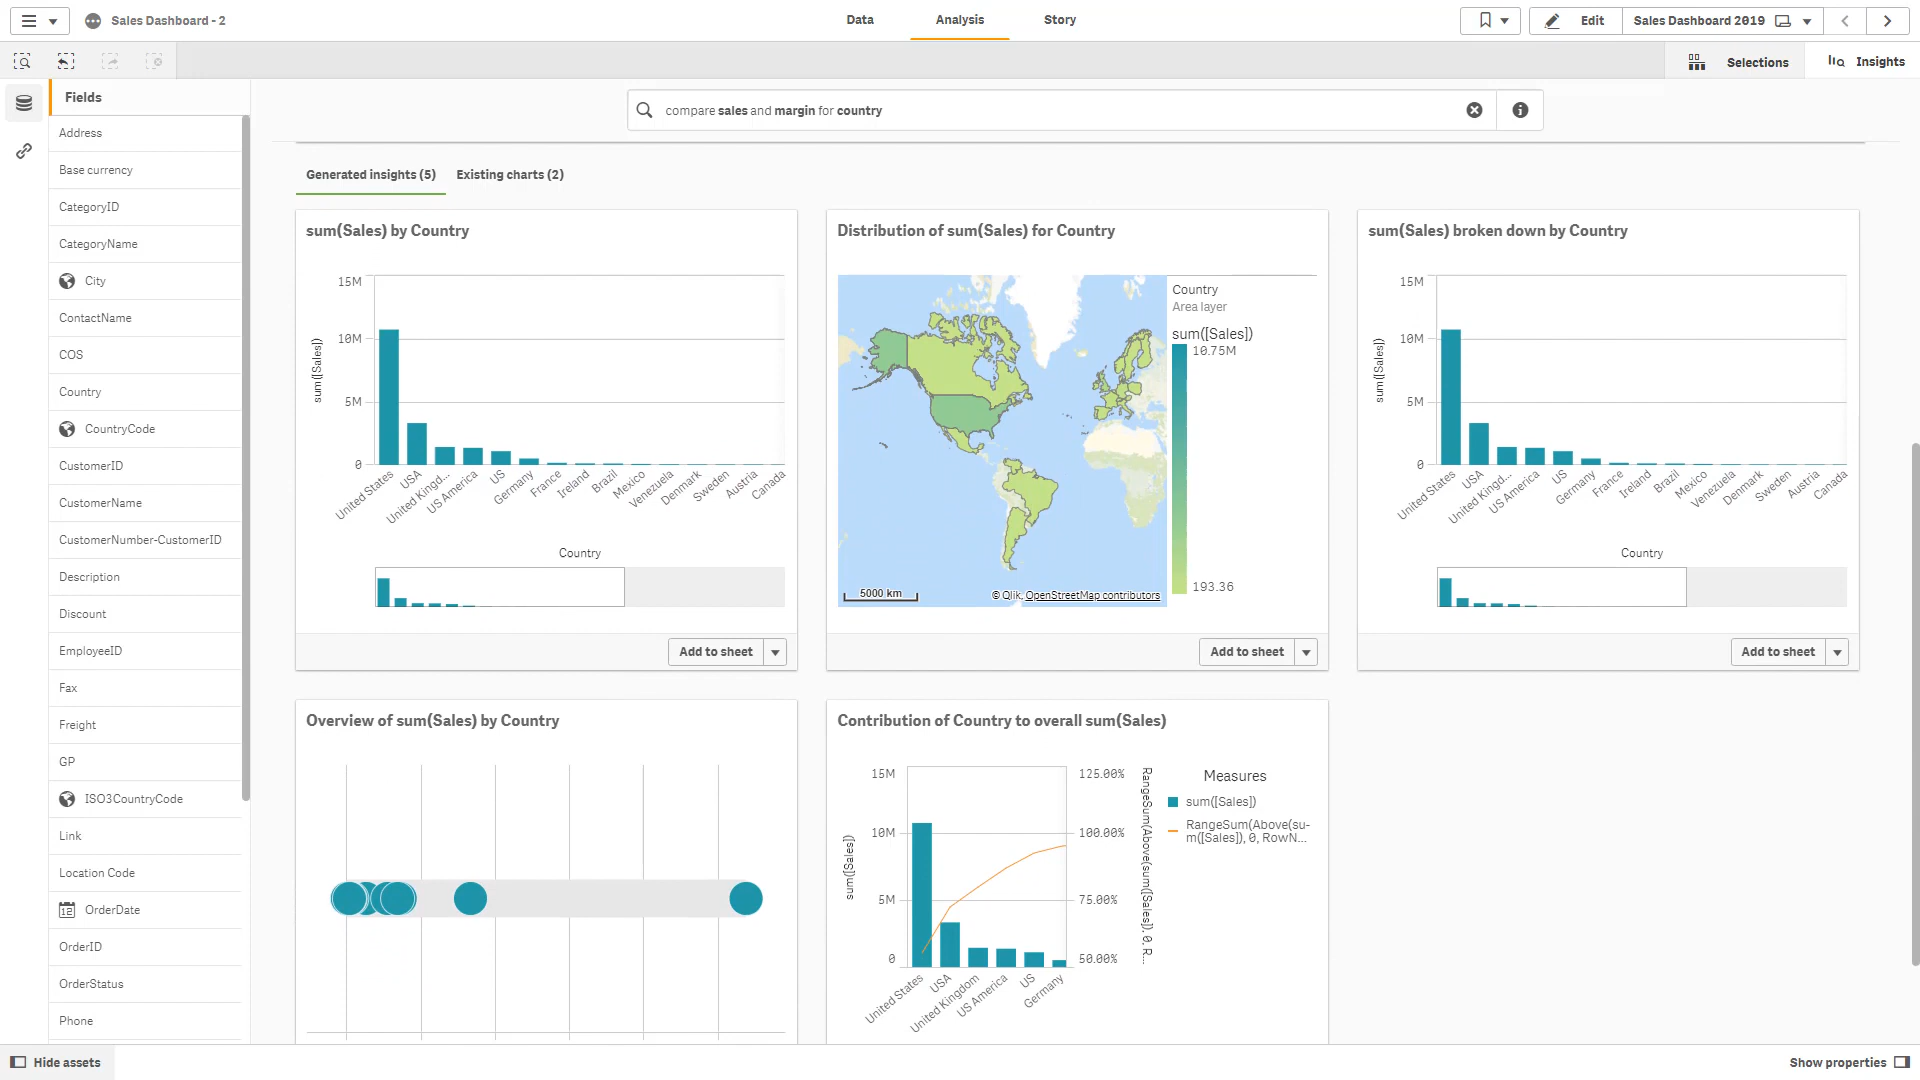 Sales Dashboard - 2
Data
Analysis
Story
Edit
Sales Dashboard 2019
Selections
Insights
Fields
Address
Base currency
CategoryID
CategoryName
City
ContactName
COS
Country
CountryCode
CustomerID
CustomerName
CustomerNumber-CustomerID
Description
Discount
EmployeeID
Fax
Freight
GP
ISO3CountryCode
Link
Location Code
12
OrderDate
OrderID
OrderStatus
Phone
compare sales and margin for country
Generated insights (5)
Existing charts (2)
sum(Sales) by Country
sum([Sales])
15M
10M
5M
0
United States
USA
United Kingd...
US America
US
Germany
France
Ireland
Brazil
Mexico
Venezuela
Denmark
Sweden
Austria
Canada
Country
Add to sheet
Distribution of sum(Sales) for Country
Country
Area layer
sum([Sales])
10.75M
193.36
5000 km
© Qlik, OpenStreetMap contributors
Add to sheet
sum(Sales) broken down by Country
sum([Sales])
15M
10M
5M
0
United States
USA
United Kingd...
US America
US
Germany
France
Ireland
Brazil
Mexico
Venezuela
Denmark
Sweden
Austria
Canada
Country
Add to sheet
Overview of sum(Sales) by Country
Contribution of Country to overall sum(Sales)
sum([Sales])
15M
10M
5M
0
125.00%
100.00%
75.00%
50.00%
RangeSum(Above(sum([Sales]), 0, R...
United States
USA
United Kingdom
US America
US
Germany
Measures
sum([Sales])
RangeSum(Above(su-
m([Sales]), 0, RowN...
Hide assets
Show properties